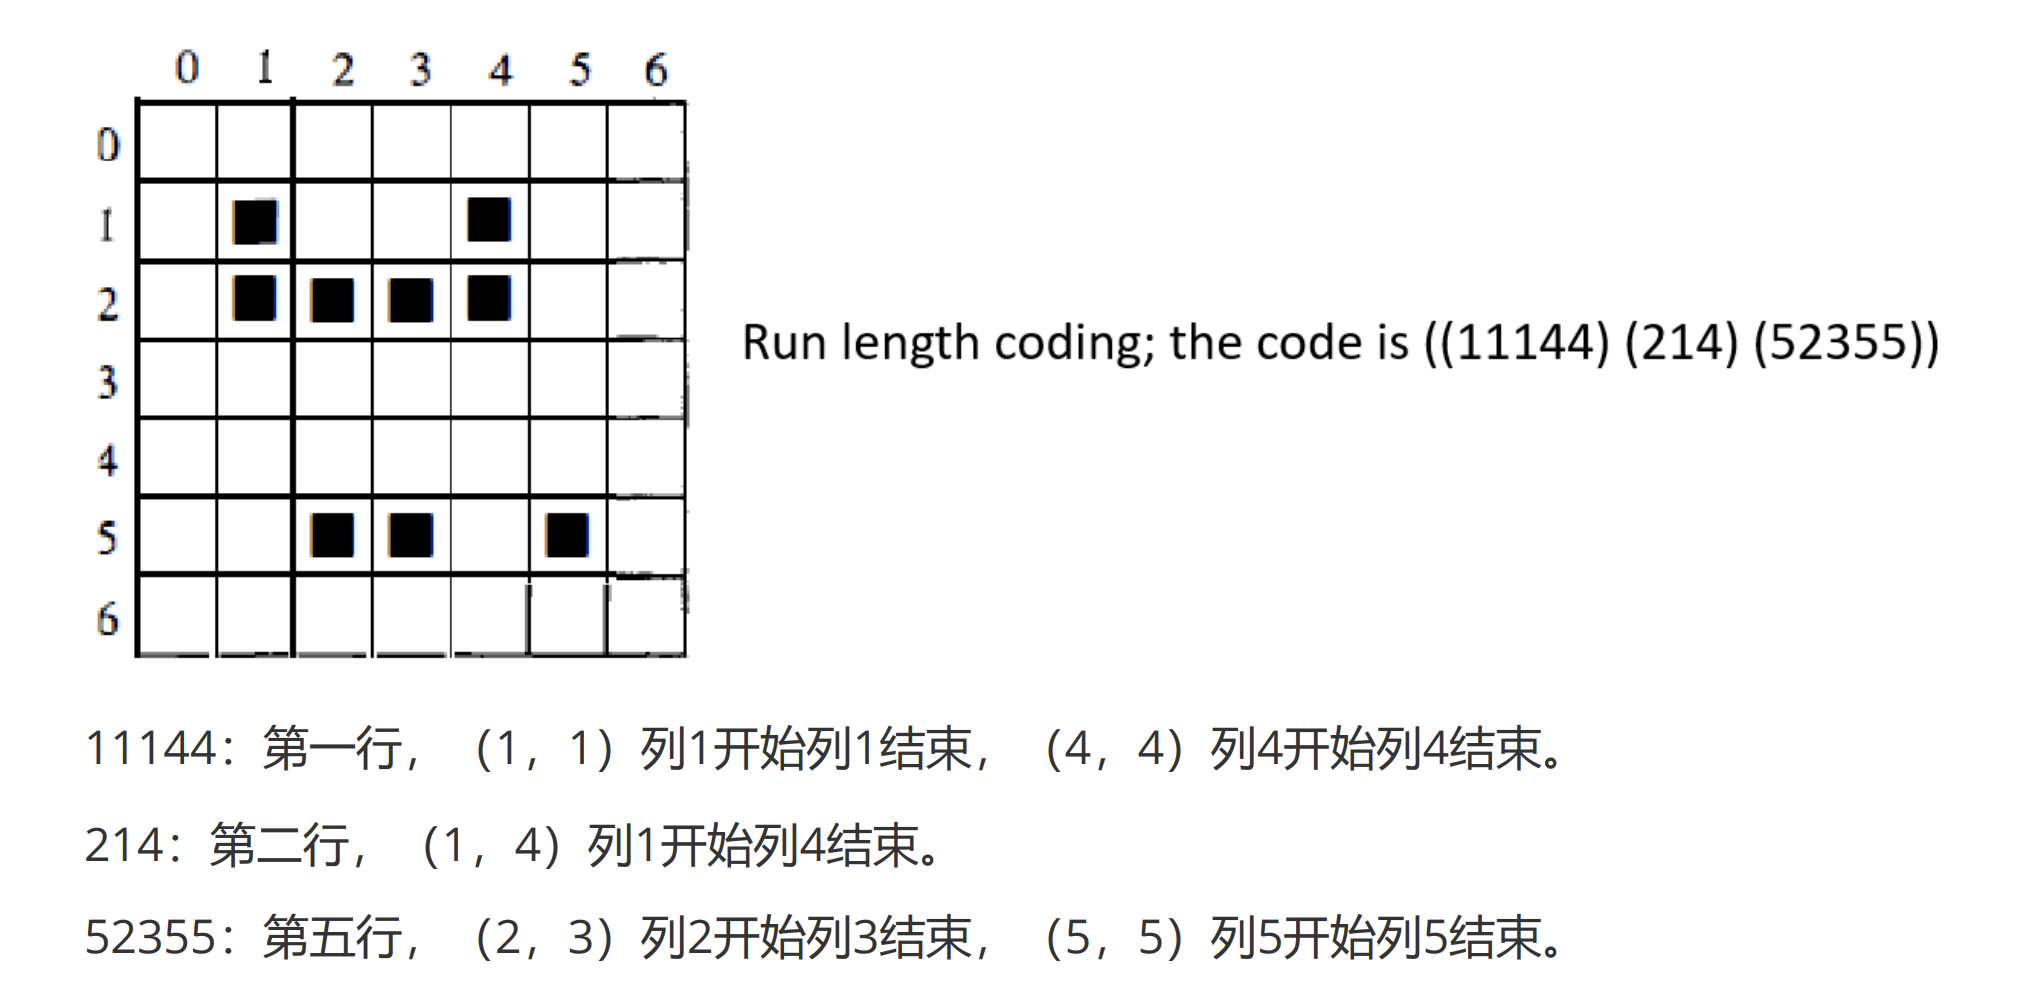 0 1 2 3 4 5 6
0
1
2
Run length coding; the code is ((11144) (214) (52355))
3
4
5
6
11144：第一行，（1，1）列1开始列1结束，（4，4）列4开始列4结束。
214：第二行，（1，4）列1开始列4结束。
52355：第五行，（2，3）列2开始列3结束，（5，5）列5开始列5结束。